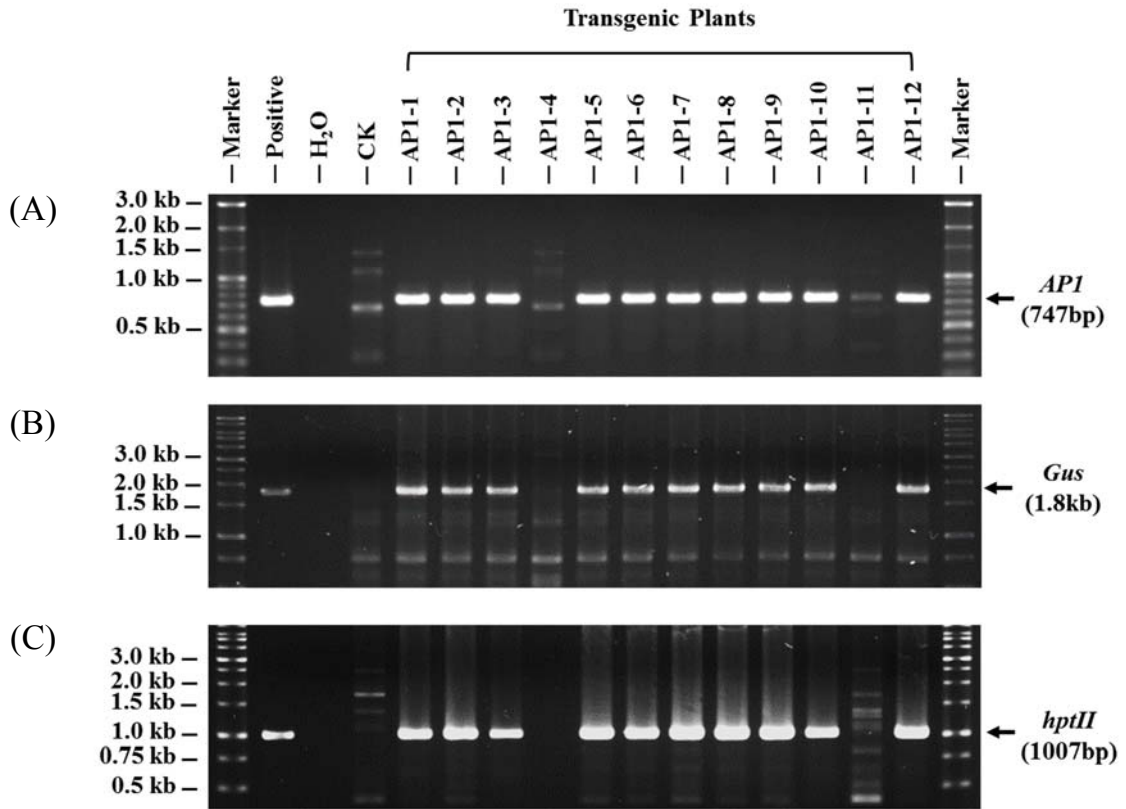 Transgenic Plants
Marker
Positive
H₂O
CK
AP1-1
AP1-2
AP1-3
AP1-4
AP1-5
AP1-6
AP1-7
AP1-8
AP1-9
AP1-10
AP1-11
AP1-12
Marker
(A)
3.0 kb
2.0 kb
1.5 kb
1.0 kb
0.5 kb
AP1
(747bp)
(B)
3.0 kb
2.0 kb
1.5 kb
1.0 kb
Gus
(1.8kb)
(C)
3.0 kb
2.0 kb
1.5 kb
1.0 kb
0.75 kb
0.5 kb
hptII
(1007bp)